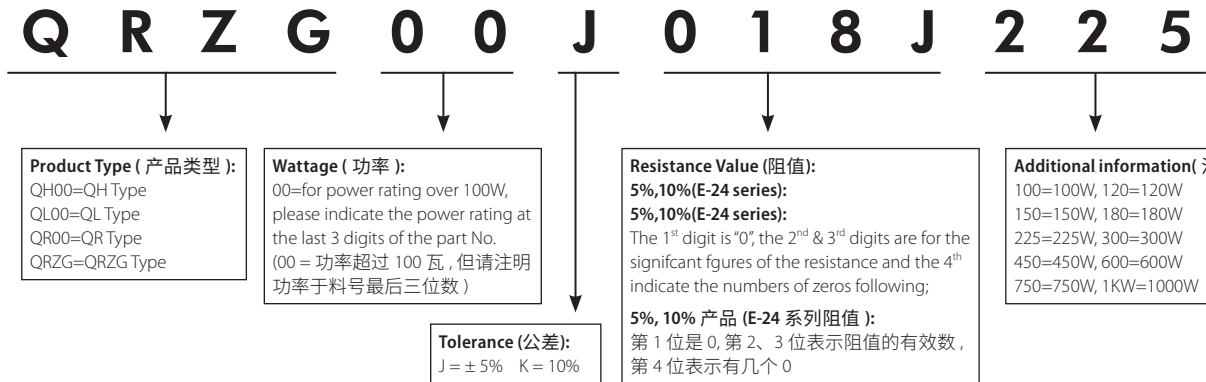 QRZG00J018J225
Product Type ( 产品类型 ):
QH00=QH Type
QL00=QL Type
QR00=QR Type
QRZG=QRZG Type
Wattage ( 功率 ):
00=for power rating over 100W,
please indicate the power rating at
the last 3 digits of the part No.
(00 = 功率超过 100 瓦 , 但请注明
功率于料号最后三位数 )
Tolerance (公差):
J = ± 5% K = 10%
Resistance Value (阻值):
5%,10%(E-24 series):
5%,10%(E-24 series):
The 1st digit is "0", the 2nd & 3rd digits are for the
signifcant fgures of the resistance and the 4th
indicate the numbers of zeros following;
5%, 10% 产品 (E-24 系列阻值 ):
第 1 位是 0, 第 2、3 位表示阻值的有效数 ,
第 4 位表示有几个 0
Additional information(
100=100W, 120=120W
150=150W, 180=180W
225=225W, 300=300W
450=450W, 600=600W
750=750W, 1KW=1000W